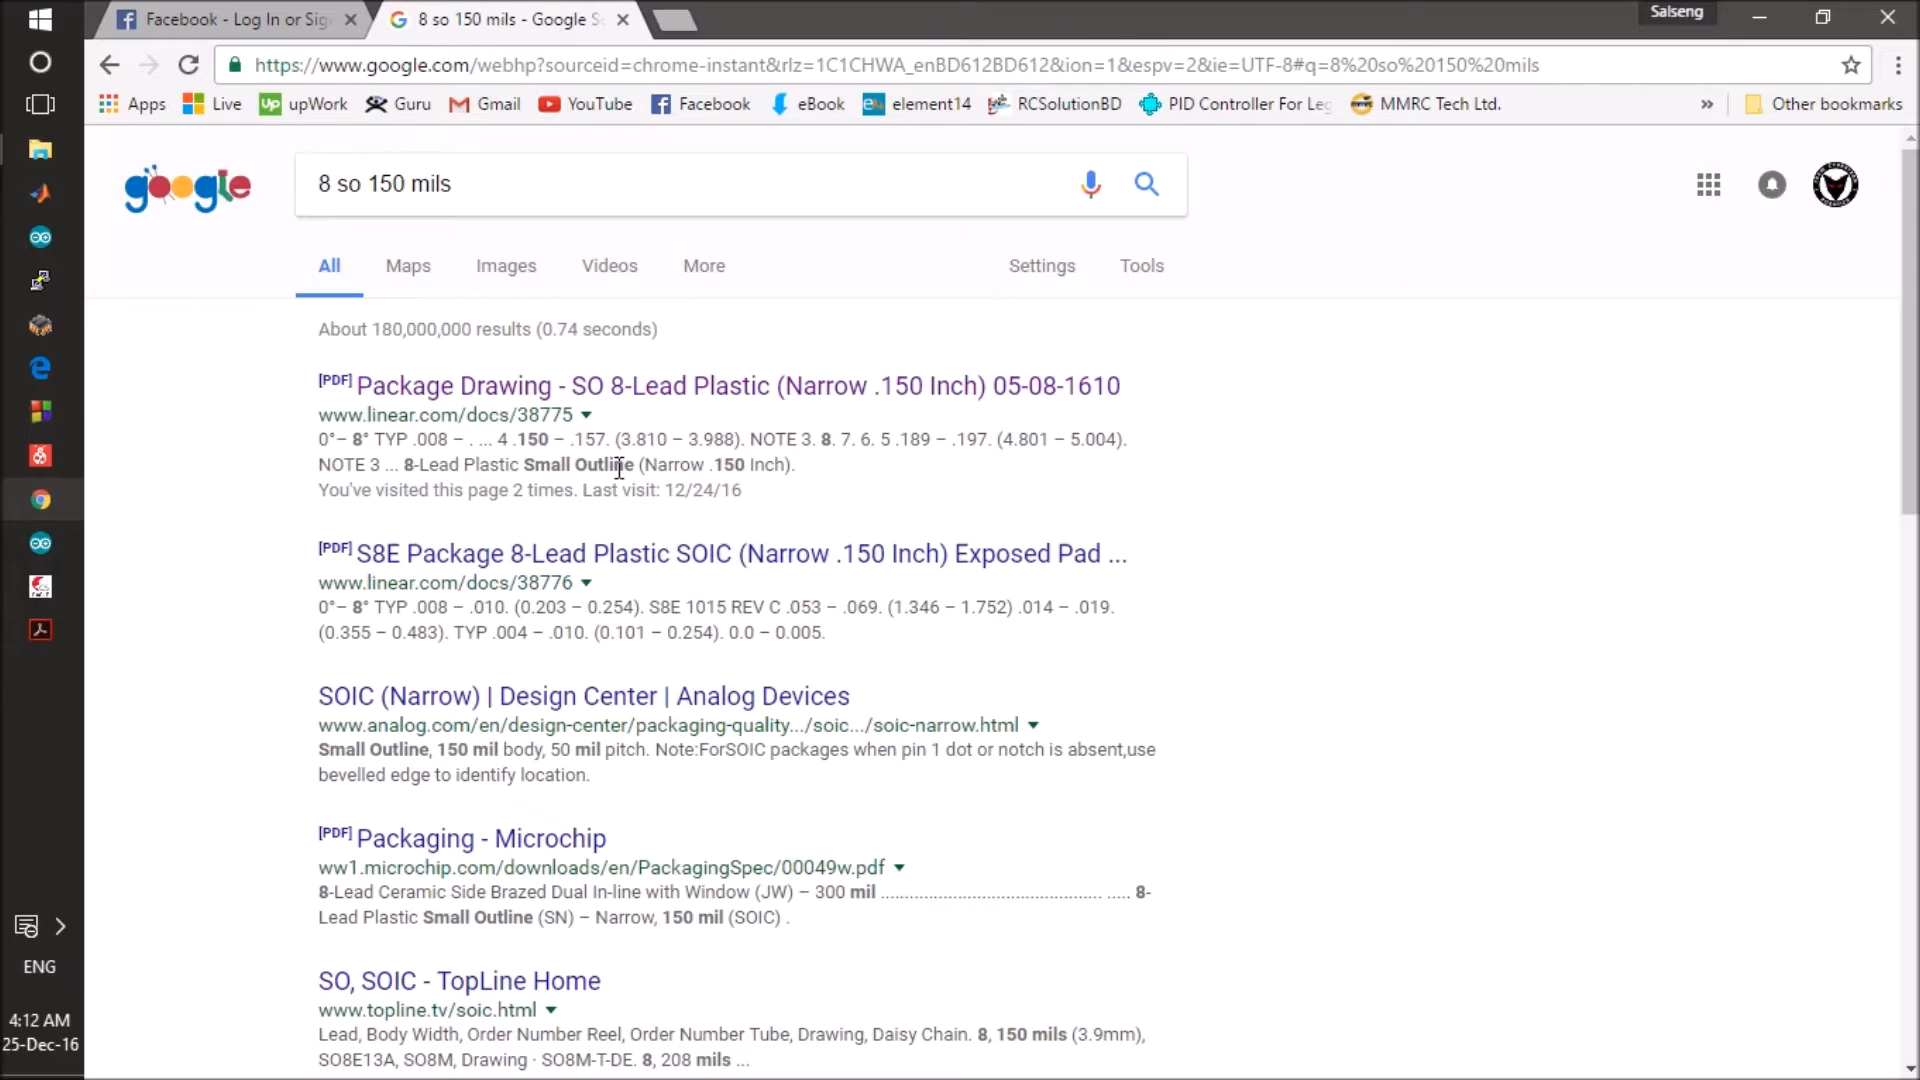 Facebook - Log In or Sig
8 so 150 mils - Google S
Salseng
https://www.google.com/webhp?sourceid=chrome-instant&rlz=1C1CHWA_enBD612BD612&ion=1&espv=2&ie=UTF-8#q=8%20so%20150%20mils
Apps Live upWork Guru Gmail YouTube Facebook eBook element14 RCSolutionBD PID Controller For Leg MMRC Tech Ltd. » Other bookmarks
google
8 so 150 mils
All Maps Images Videos More Settings Tools
About 180,000,000 results (0.74 seconds)
[PDF] Package Drawing - SO 8-Lead Plastic (Narrow .150 Inch) 05-08-1610
www.linear.com/docs/38775
0°– 8° TYP .008 – . ... 4 .150 – .157. (3.810 – 3.988). NOTE 3. 8. 7. 6. 5 .189 – .197. (4.801 – 5.004).
NOTE 3 ... 8-Lead Plastic Small Outline (Narrow .150 Inch).
You've visited this page 2 times. Last visit: 12/24/16
[PDF] S8E Package 8-Lead Plastic SOIC (Narrow .150 Inch) Exposed Pad ...
www.linear.com/docs/38776
0°– 8° TYP .008 – .010. (0.203 – 0.254). S8E 1015 REV C .053 – .069. (1.346 – 1.752) .014 – .019.
(0.355 – 0.483). TYP .004 – .010. (0.101 – 0.254). 0.0 – 0.005.
SOIC (Narrow) | Design Center | Analog Devices
www.analog.com/en/design-center/packaging-quality.../soic.../soic-narrow.html
Small Outline, 150 mil body, 50 mil pitch. Note:ForSOIC packages when pin 1 dot or notch is absent,use
bevelled edge to identify location.
[PDF] Packaging - Microchip
ww1.microchip.com/downloads/en/PackagingSpec/00049w.pdf
8-Lead Ceramic Side Brazed Dual In-line with Window (JW) – 300 mil ............................................ ..... 8-
Lead Plastic Small Outline (SN) – Narrow, 150 mil (SOIC) .
SO, SOIC - TopLine Home
www.topline.tv/soic.html
Lead, Body Width, Order Number Reel, Order Number Tube, Drawing, Daisy Chain. 8, 150 mils (3.9mm),
SO8E13A, SO8M, Drawing · SO8M-T-DE. 8, 208 mils ...
ENG
4:12 AM
25-Dec-16